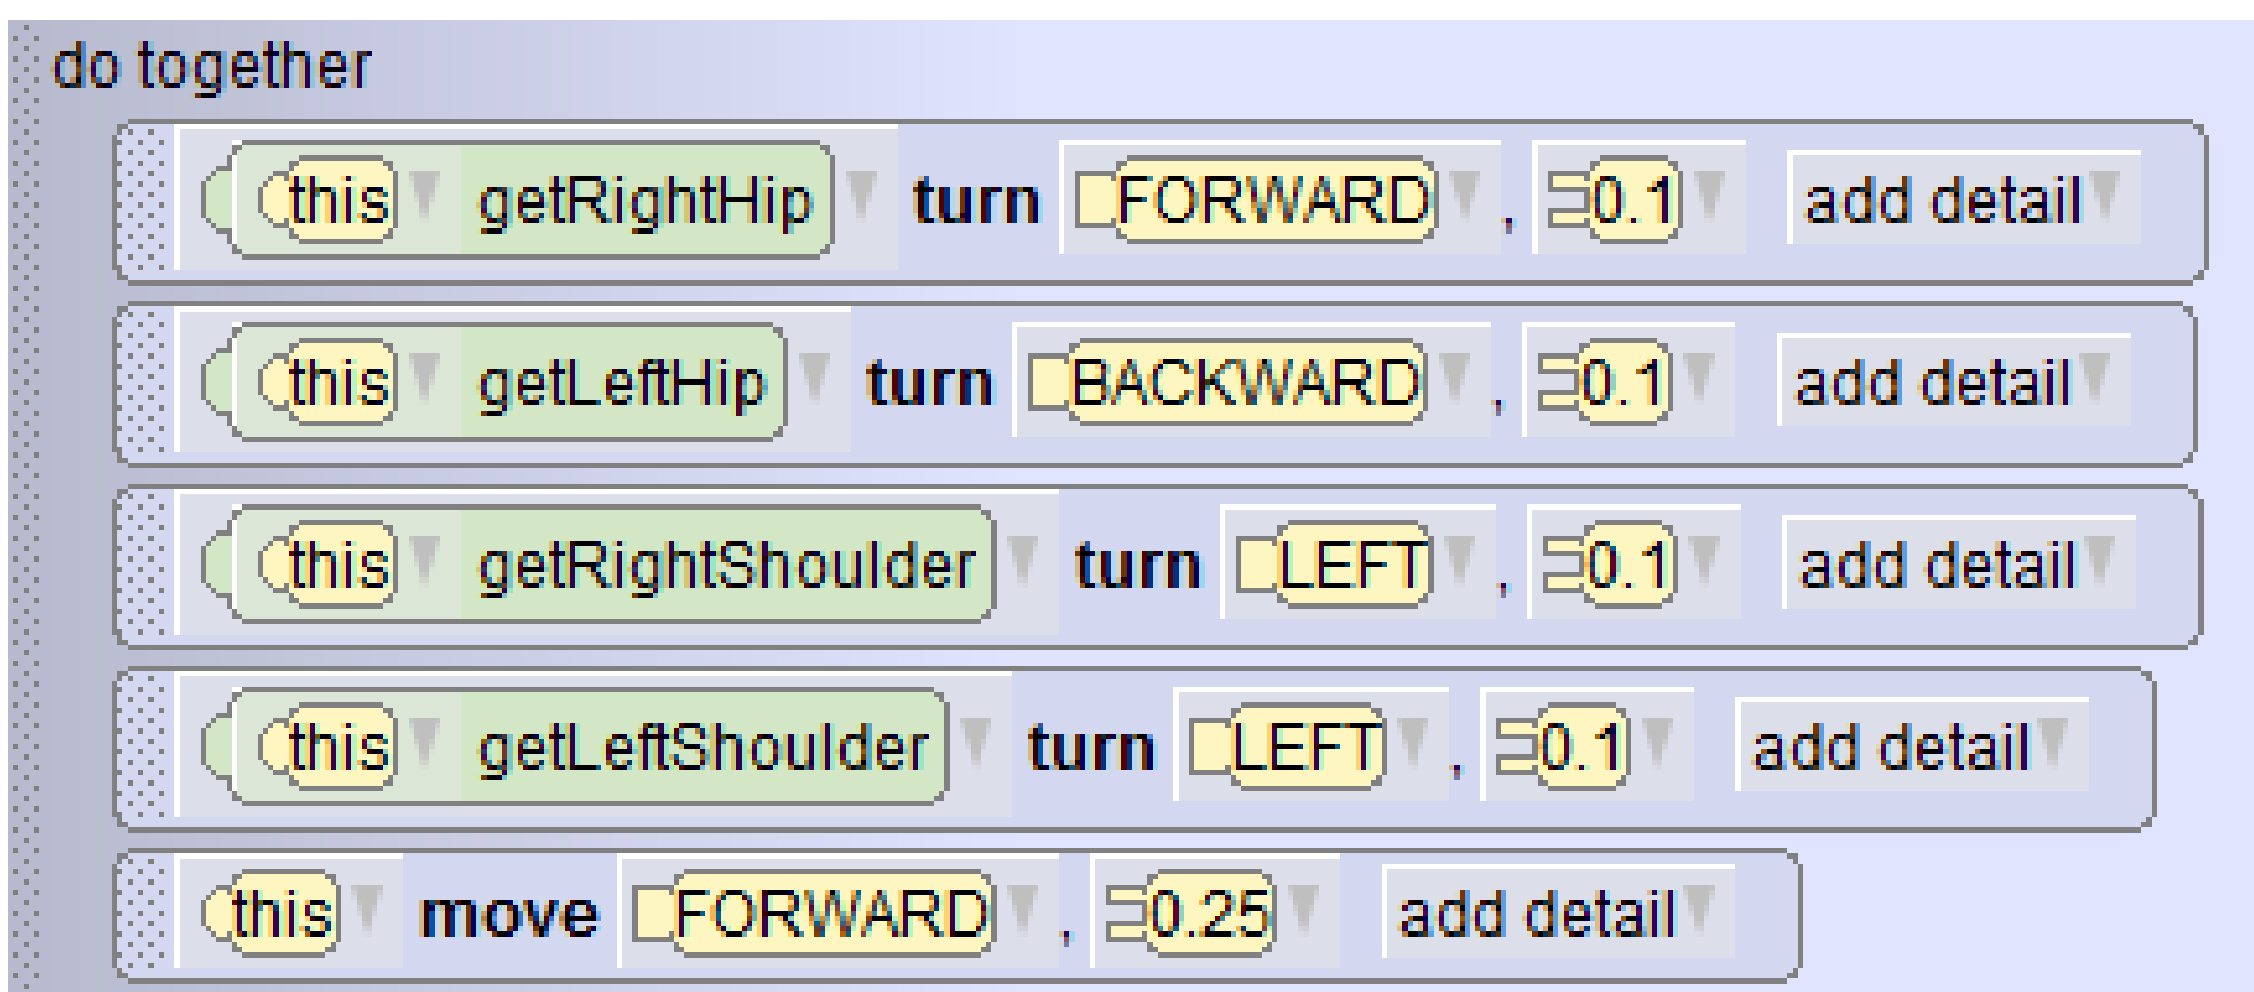 do together
this getRightHip turn FORWARD , 0.1 add detail
this getLeftHip turn BACKWARD , 0.1 add detail
this getRightShoulder turn LEFT , 0.1 add detail
this getLeftShoulder turn LEFT , 0.1 add detail
this move FORWARD , 0.25 add detail